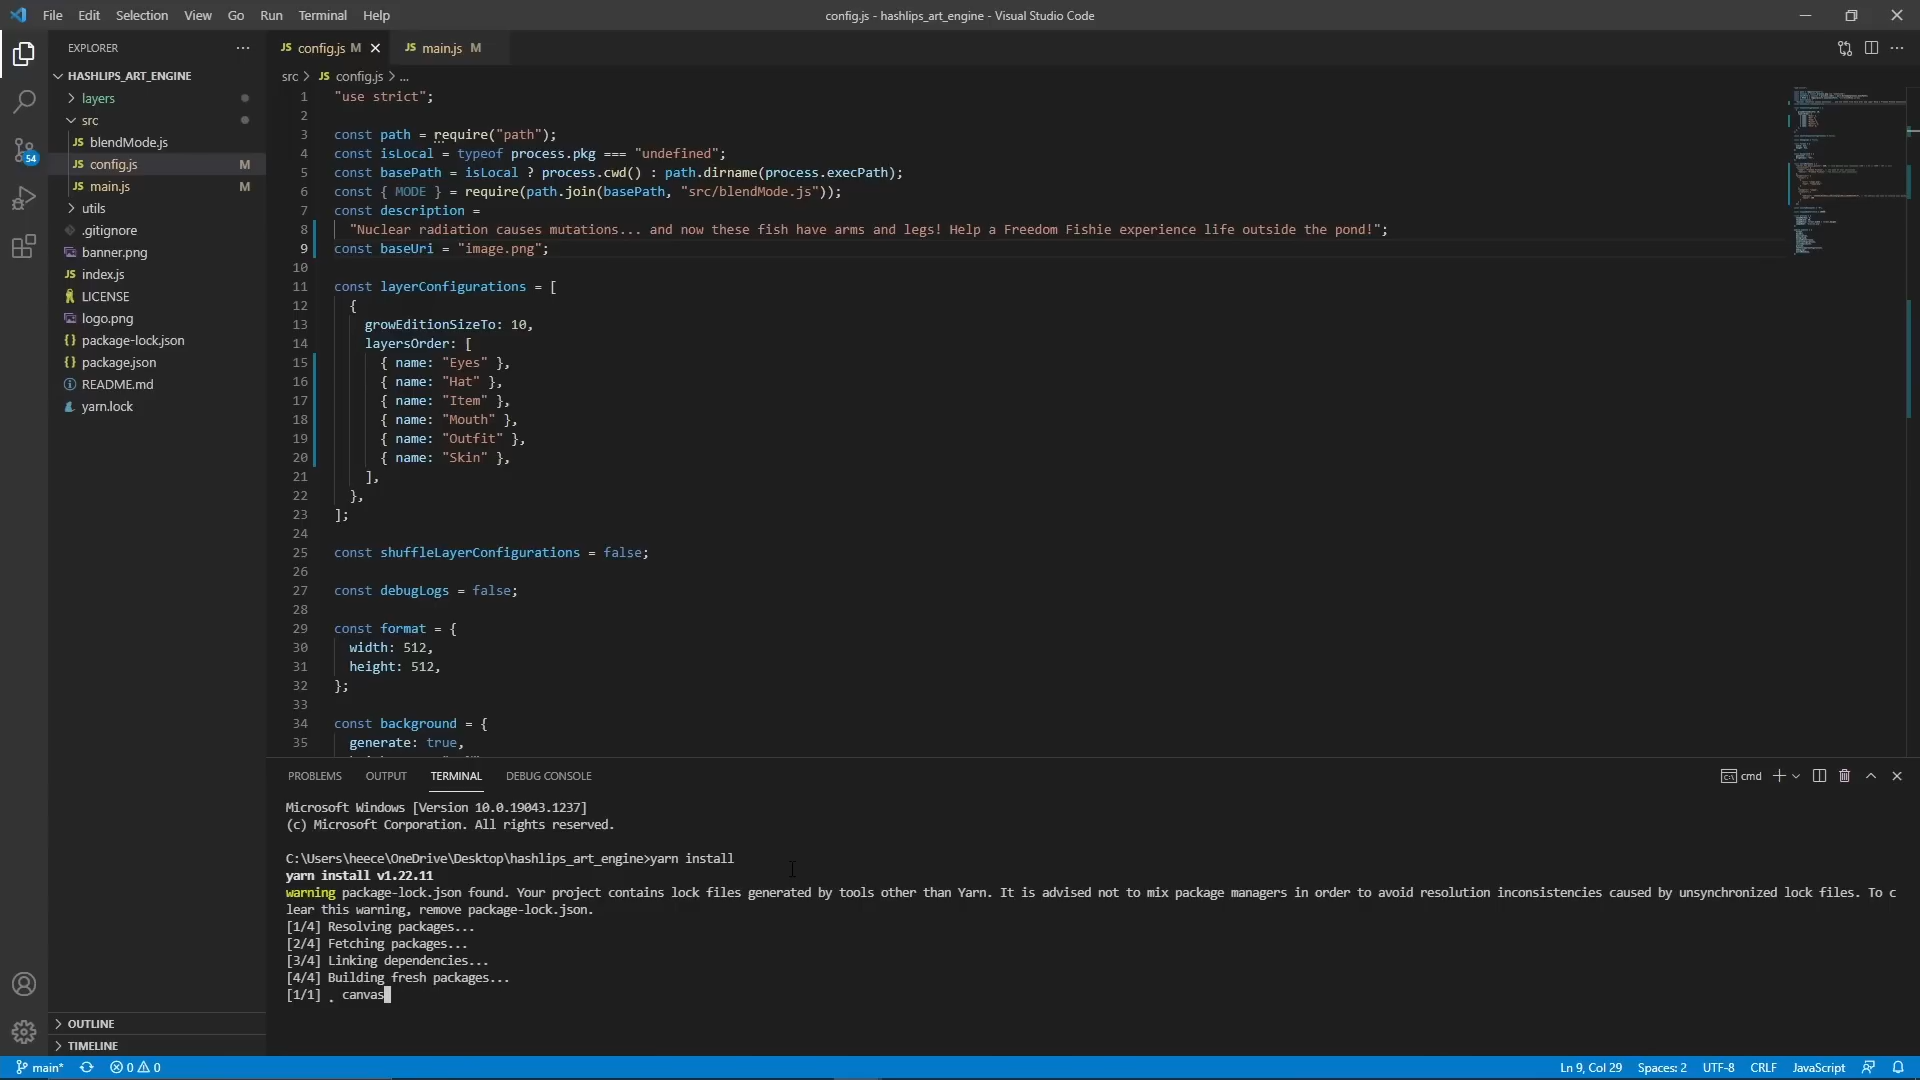 File Edit Selection View Go Run Terminal Help
config.js - hashlips_art_engine - Visual Studio Code
EXPLORER
HASHLIPS_ART_ENGINE
layers
src
JS blendMode.js
JS config.js M
JS main.js M
utils
.gitignore
banner.png
JS index.js
LICENSE
logo.png
{} package-lock.json
{} package.json
README.md
yarn.lock
OUTLINE
TIMELINE
54
JS config.js M
JS main.js M
src > JS config.js > ...
1 "use strict";
2
3 const path = require("path");
4 const isLocal = typeof process.pkg === "undefined";
5 const basePath = isLocal ? process.cwd() : path.dirname(process.execPath);
6 const { MODE } = require(path.join(basePath, "src/blendMode.js"));
7 const description =
8 "Nuclear radiation causes mutations... and now these fish have arms and legs! Help a Freedom Fishie experience life outside the pond!";
9 const baseUri = "image.png";
10
11 const layerConfigurations = [
12 {
13 growEditionSizeTo: 10,
14 layersOrder: [
15 { name: "Eyes" },
16 { name: "Hat" },
17 { name: "Item" },
18 { name: "Mouth" },
19 { name: "Outfit" },
20 { name: "Skin" },
21 ],
22 },
23 ];
24
25 const shuffleLayerConfigurations = false;
26
27 const debugLogs = false;
28
29 const format = {
30 width: 512,
31 height: 512,
32 };
33
34 const background = {
35 generate: true,
PROBLEMS OUTPUT TERMINAL DEBUG CONSOLE
cmd
Microsoft Windows [Version 10.0.19043.1237]
(c) Microsoft Corporation. All rights reserved.
C:\Users\heece\OneDrive\Desktop\hashlips_art_engine>yarn install
yarn install v1.22.11
warning package-lock.json found. Your project contains lock files generated by tools other than Yarn. It is advised not to mix package managers in order to avoid resolution inconsistencies caused by unsynchronized lock files. To c
lear this warning, remove package-lock.json.
[1/4] Resolving packages...
[2/4] Fetching packages...
[3/4] Linking dependencies...
[4/4] Building fresh packages...
[1/1] . canvas
main* 0 0
Ln 9, Col 29 Spaces: 2 UTF-8 CRLF JavaScript